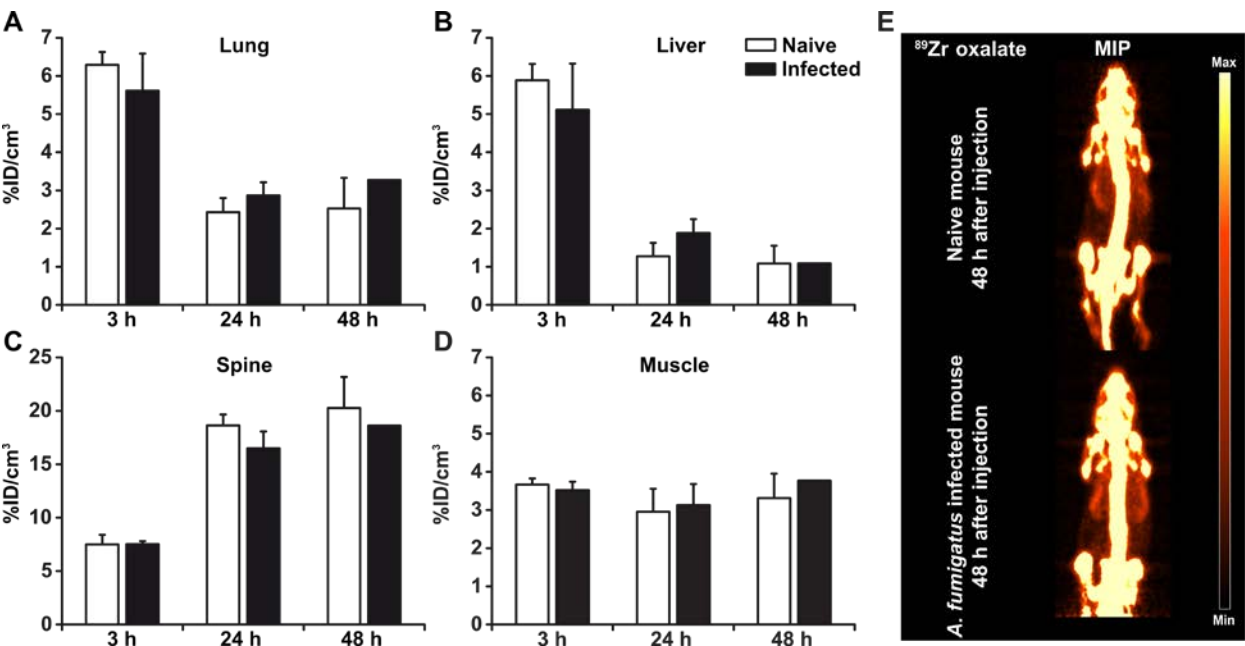 A
Lung
7
6
5
4
3
2
1
0
%ID/cm³
3 h 24 h 48 h
B
Liver
Naive
Infected
7
6
5
4
3
2
1
0
%ID/cm³
3 h 24 h 48 h
C
Spine
25
20
15
10
5
0
%ID/cm³
3 h 24 h 48 h
D
Muscle
7
6
5
4
3
2
1
0
%ID/cm³
3 h 24 h 48 h
E
⁸⁹Zr oxalate MIP
Max
Naive mouse
48 h after injection
A. fumigatus infected mouse
48 h after injection
Min